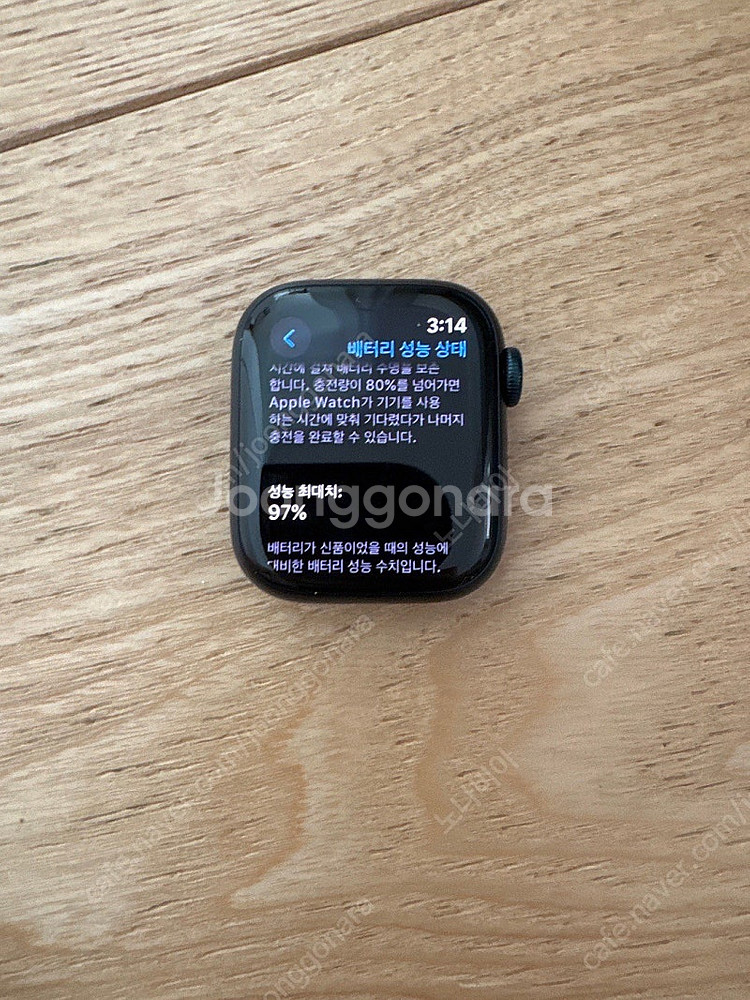 3:14
배터리 성능 상태
시간에 걸쳐 배터리 수명을 보존
합니다. 충전량이 80%를 넘어가면
Apple Watch가 기기를 사용
하는 시간에 맞춰 기다렸다가 나머지
충전을 완료할 수 있습니다.
성능 최대치:
97%
배터리가 신품이었을 때의 성능에
대비한 배터리 성능 수치입니다.
Joonggonara
cafe.naver.com/joonggonara